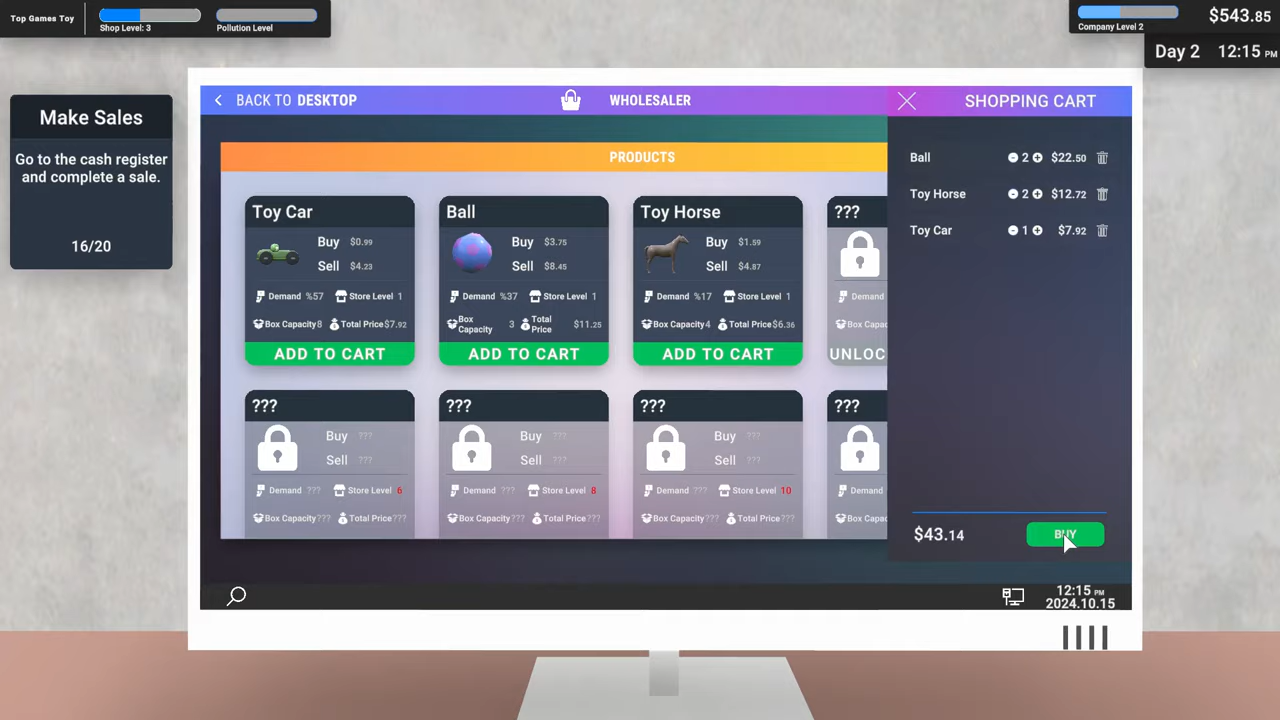 Top Games Toy
Shop Level: 3
Pollution Level
Company Level 2
$543.85
Day 2 12:15 PM
Make Sales
Go to the cash register
and complete a sale.
16/20
BACK TO DESKTOP
WHOLESALER
SHOPPING CART
PRODUCTS
Toy Car
Buy $0.99
Sell $4.23
Demand %57 Store Level 1
Box Capacity 8 Total Price $7.92
ADD TO CART
Ball
Buy $3.75
Sell $8.45
Demand %37 Store Level 1
Box Capacity 3 Total Price $11.25
ADD TO CART
Toy Horse
Buy $1.59
Sell $4.87
Demand %17 Store Level 1
Box Capacity 4 Total Price $6.36
ADD TO CART
???
Demand
Box Capac
UNLOC
???
Buy ???
Sell ???
Demand ??? Store Level 6
Box Capacity ??? Total Price ???
???
Buy ???
Sell ???
Demand ??? Store Level 8
Box Capacity ??? Total Price ???
???
Buy ???
Sell ???
Demand ??? Store Level 10
Box Capacity ??? Total Price ???
???
Demand
Box Capac
Ball 2 $22.50
Toy Horse 2 $12.72
Toy Car 1 $7.92
$43.14
BUY
12:15 PM
2024.10.15